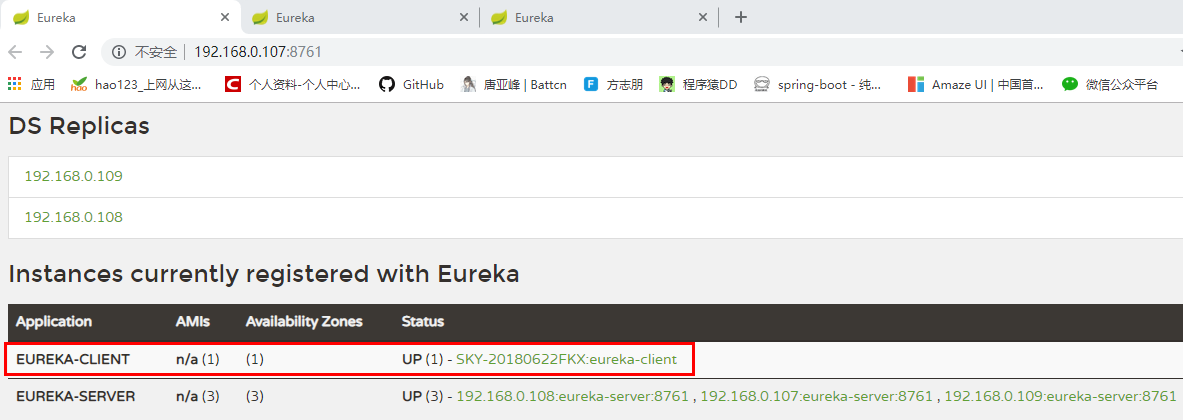 Eureka Eureka Eureka
不安全 192.168.0.107:8761
应用 hao123_上网从这... 个人资料-个人中心... GitHub 唐亚峰 | Battcn 方志朋 程序猿DD spring-boot - 纯... Amaze UI | 中国首... 微信公众平台
DS Replicas
192.168.0.109
192.168.0.108
Instances currently registered with Eureka
Application AMIs Availability Zones Status
EUREKA-CLIENT n/a (1) (1) UP (1) - SKY-20180622FKX:eureka-client
EUREKA-SERVER n/a (3) (3) UP (3) - 192.168.0.108:eureka-server:8761 , 192.168.0.107:eureka-server:8761 , 192.168.0.109:eureka-server:8761